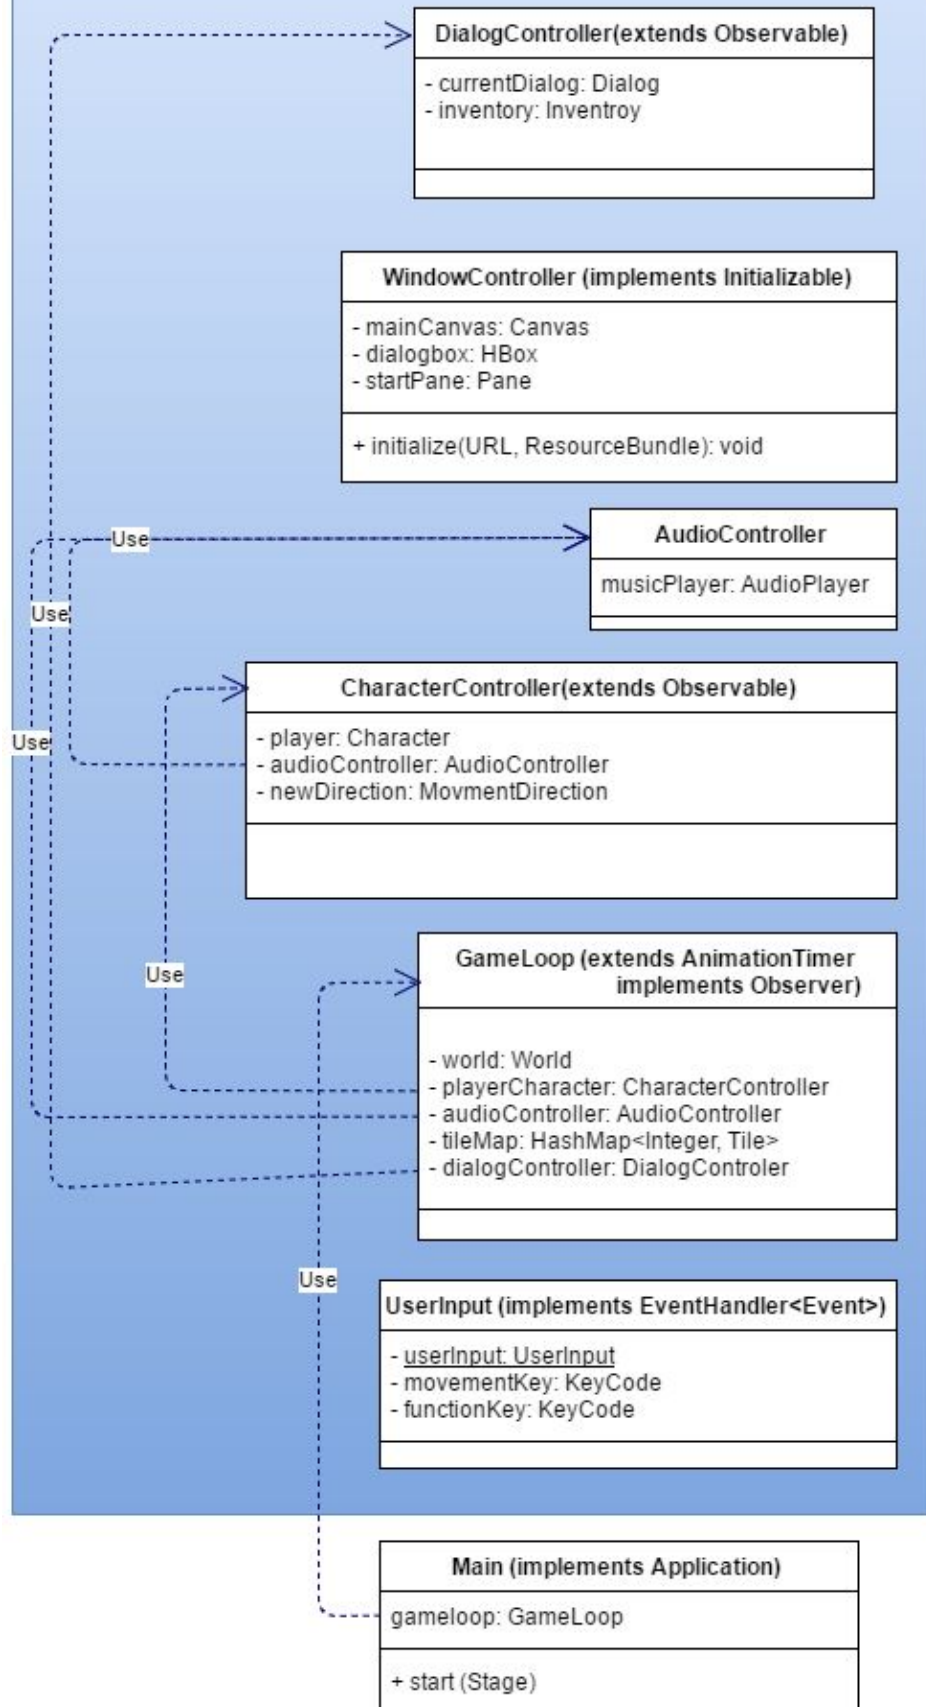 DialogController(extends Observable)
- currentDialog: Dialog
- inventory: Inventroy
WindowController (implements Initializable)
- mainCanvas: Canvas
- dialogbox: HBox
- startPane: Pane
+ initialize(URL, ResourceBundle): void
Use
AudioController
musicPlayer: AudioPlayer
Use
CharacterController(extends Observable)
Use
- player: Character
- audioController: AudioController
- newDirection: MovmentDirection
GameLoop (extends AnimationTimer
implements Observer)
Use
- world: World
- playerCharacter: CharacterController
- audioController: AudioController
- tileMap: HashMap<Integer, Tile>
- dialogController: DialogControler
Use
UserInput (implements EventHandler<Event>)
- userInput: UserInput
- movementKey: KeyCode
- functionKey: KeyCode
Main (implements Application)
gameloop: GameLoop
+ start (Stage)